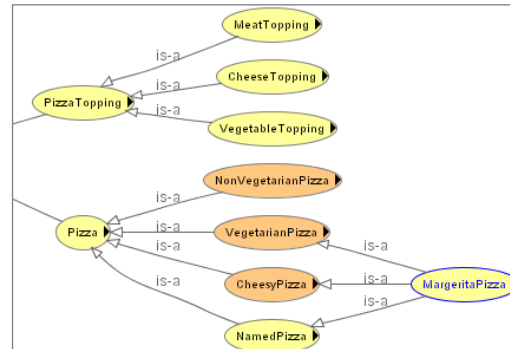 MeatTopping
is-a
CheeseTopping
is-a
PizzaTopping
is-a
VegetableTopping
NonVegetarianPizza
is-a
Pizza
is-a
VegetarianPizza
is-a
is-a
CheesyPizza
is-a
MargeritaPizza
is-a
is-a
NamedPizza